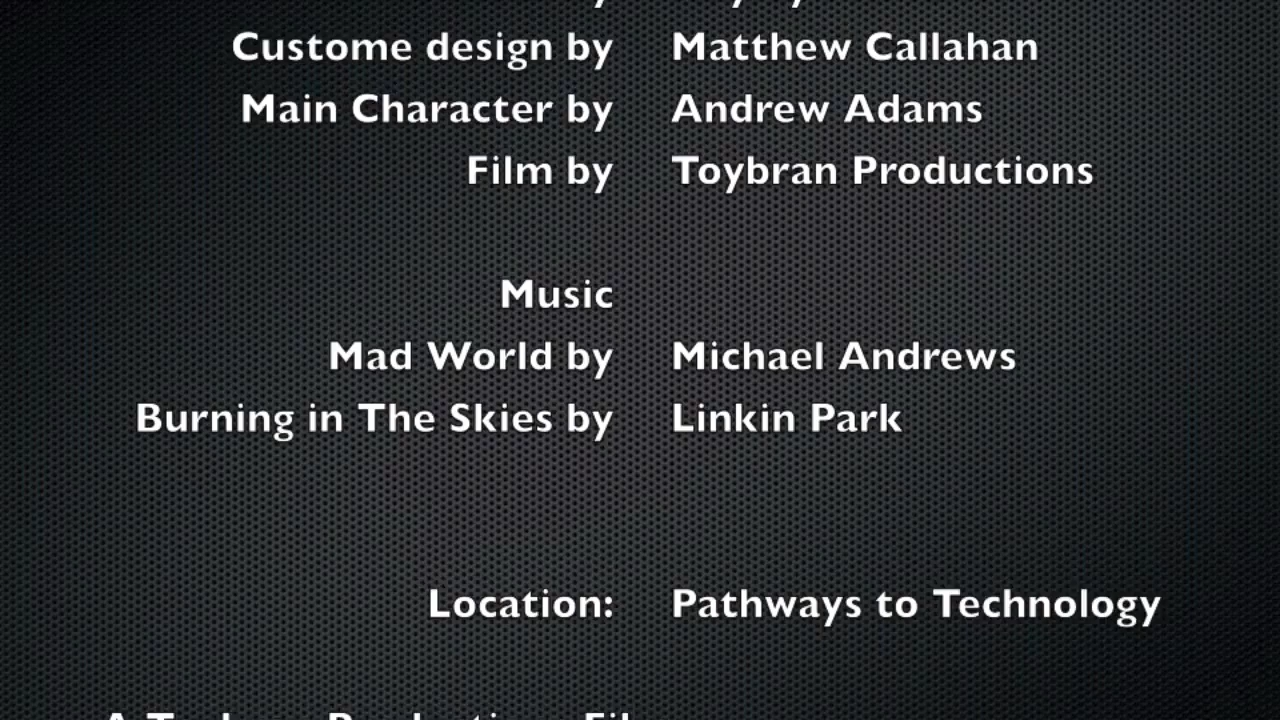 Custome design by Matthew Callahan
Main Character by Andrew Adams
Film by Toybran Productions
Music
Mad World by Michael Andrews
Burning in The Skies by Linkin Park
Location: Pathways to Technology